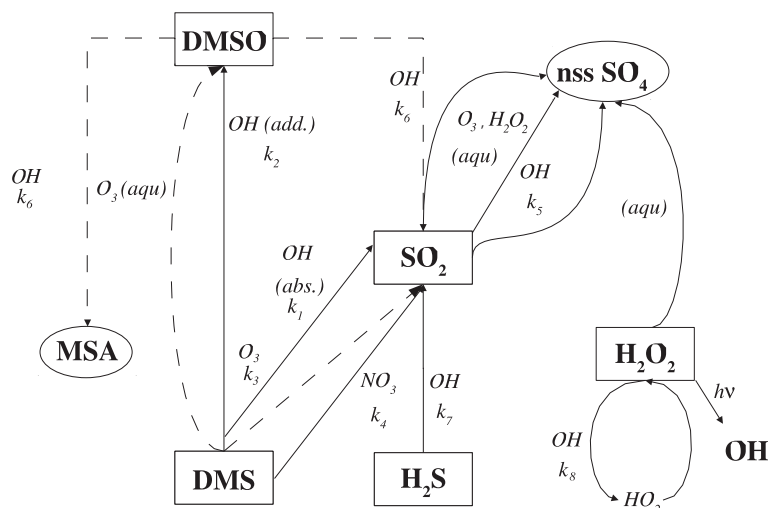 DMSO
nss SO₄
OH
k₆
O₃ , H₂O₂
(aqu)
OH (add.)
k₂
OH
k₆
O₃ (aqu)
OH
k₅
(aqu)
OH
(abs.)
k₁
SO₂
MSA
O₃
k₃
H₂O₂
NO₃
k₄
OH
k₇
hν
OH
k₈
OH
DMS
H₂S
HO₂